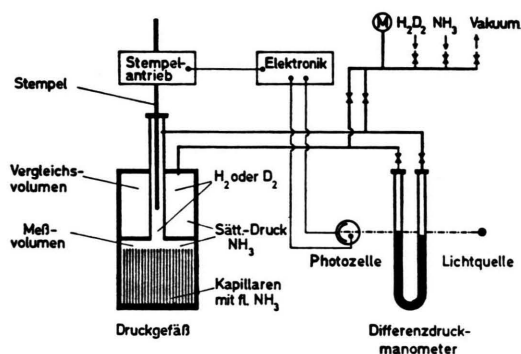 M
H₂D₂ NH₃ Vakuum
Stempel-
antrieb
Elektronik
Stempel
Vergleichs-
volumen
H₂ oder D₂
Meß-
volumen
Sätt.-Druck
NH₃
Photozelle
Lichtquelle
Kapillaren
mit fl. NH₃
Druckgefäß
Differenzdruck-
manometer